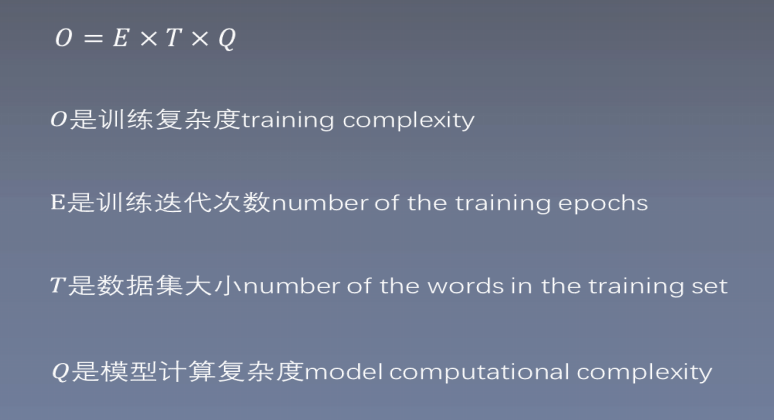 O = E × T × Q
O是训练复杂度training complexity
E是训练迭代次数number of the training epochs
T是数据集大小number of the words in the training set
Q是模型计算复杂度model computational complexity